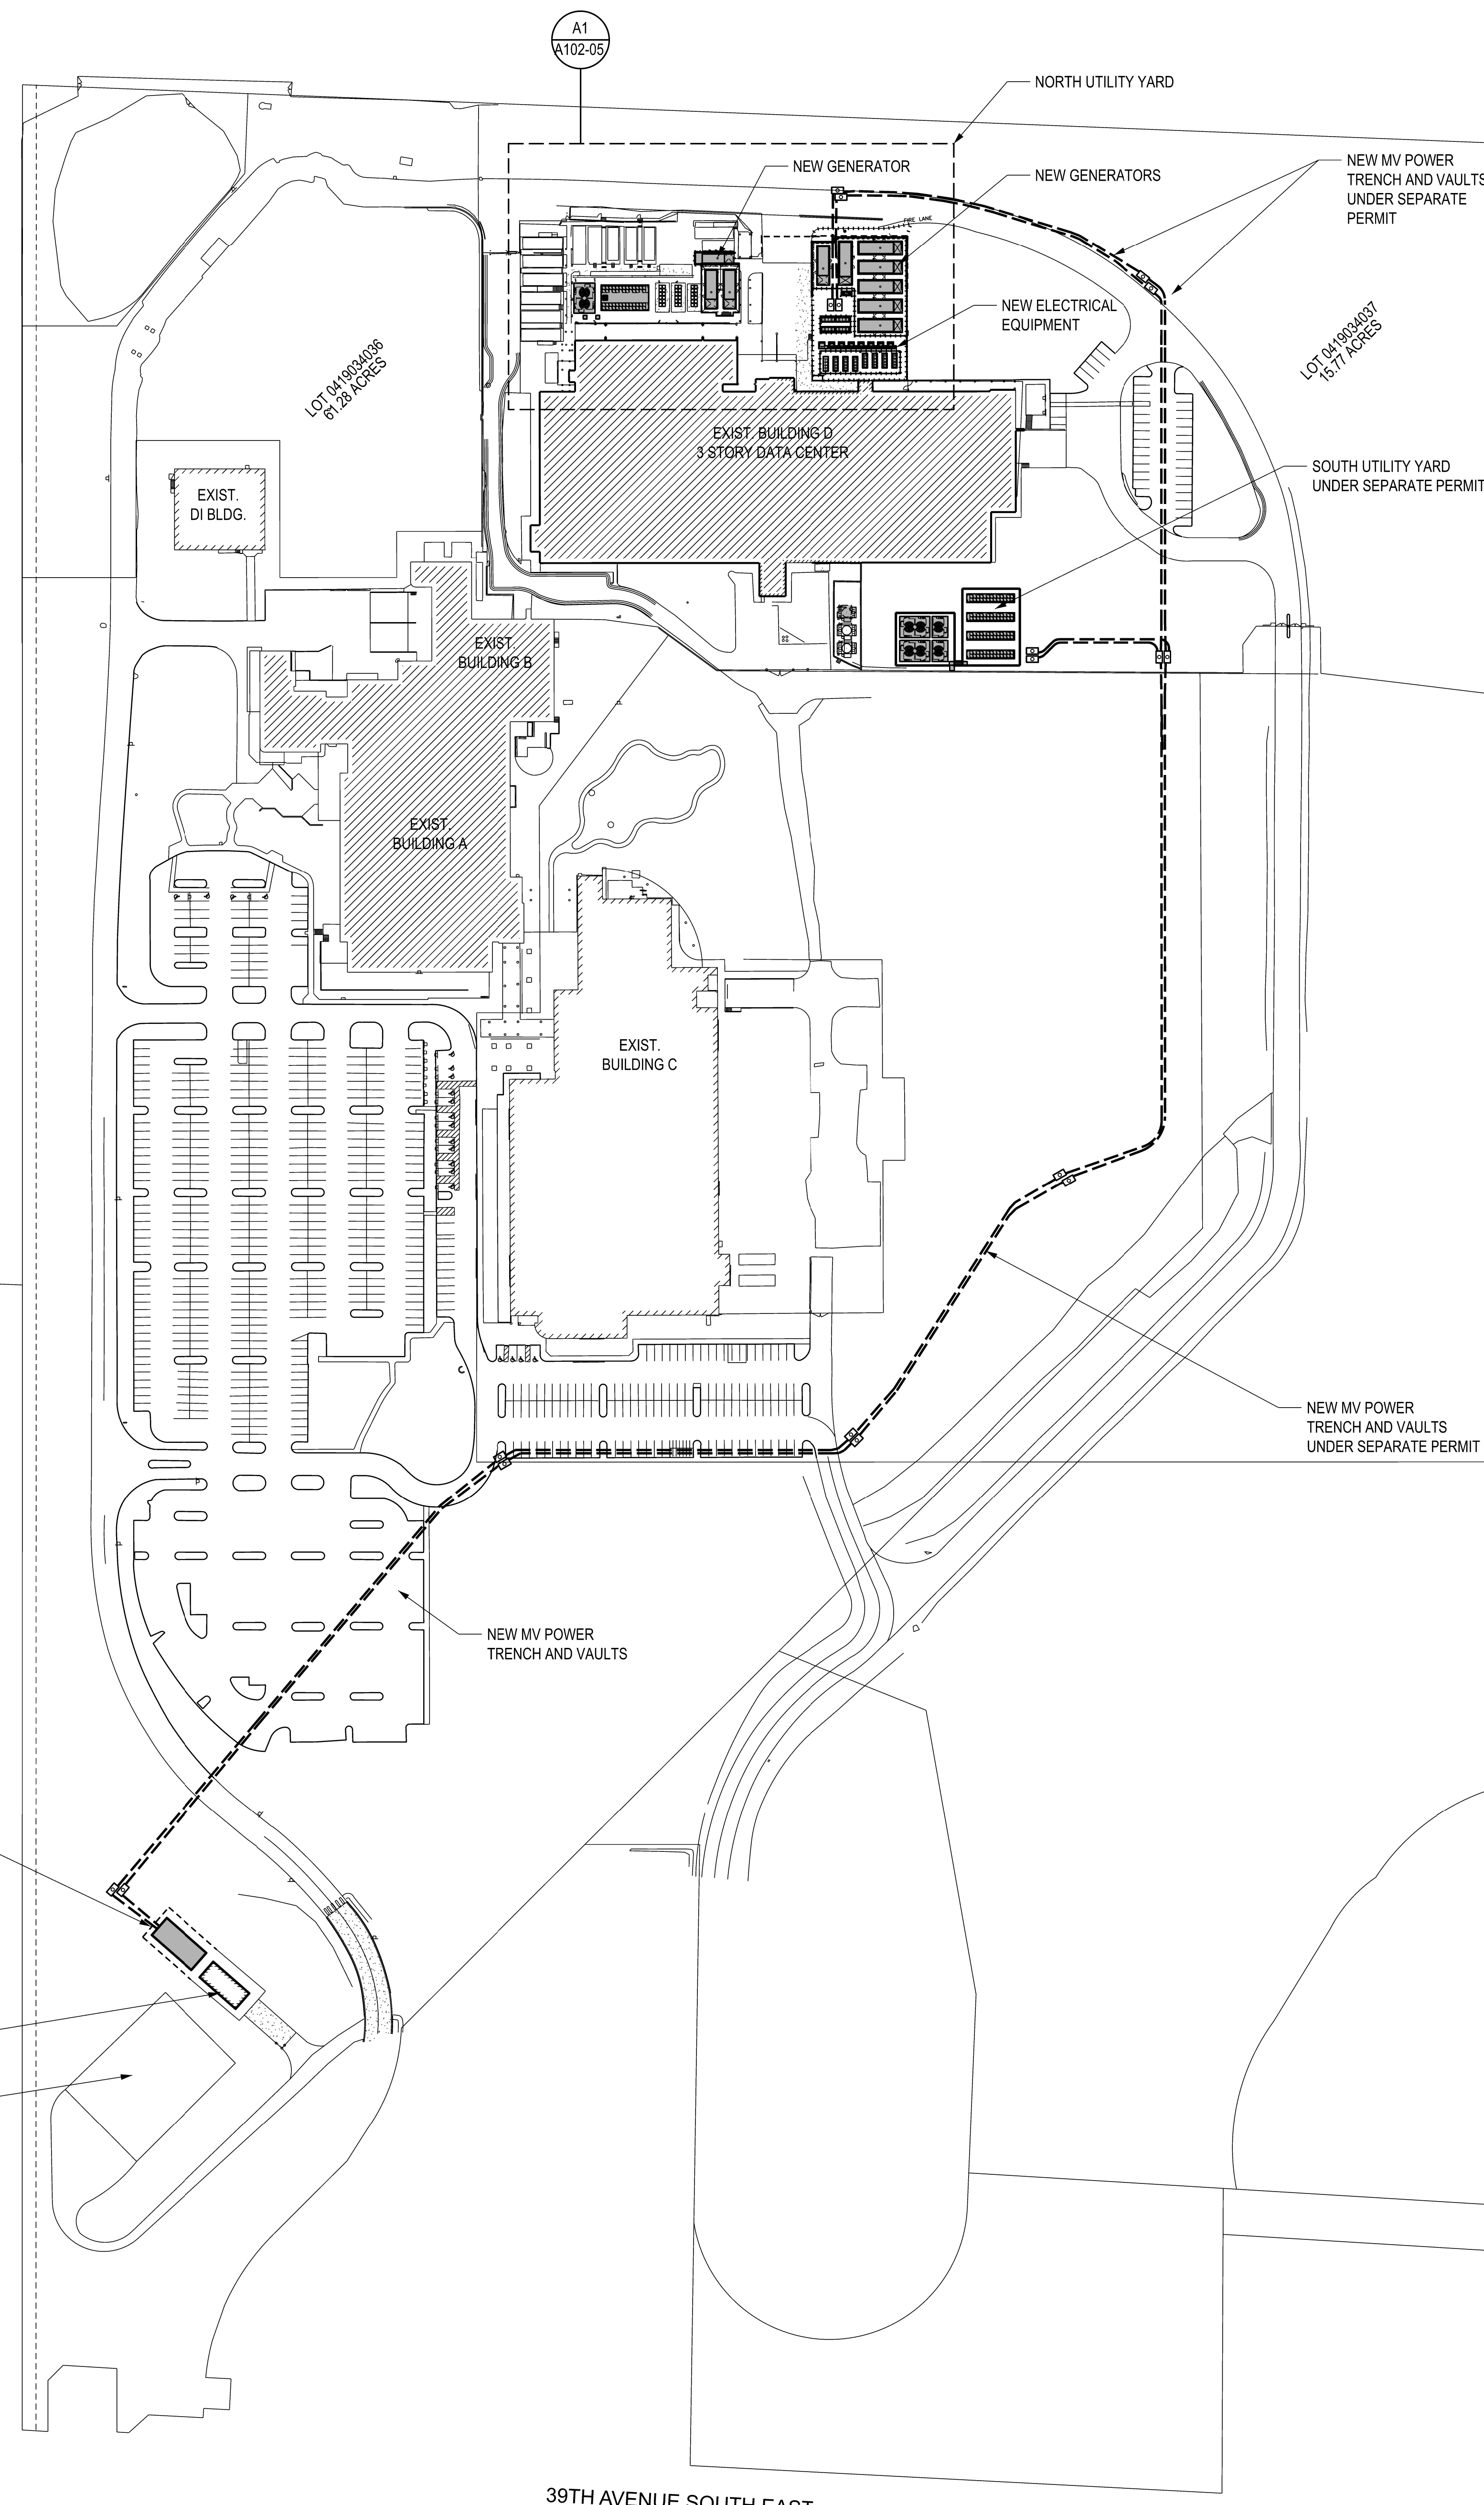 A1
A102-05
NORTH UTILITY YARD
NEW GENERATOR
NEW GENERATORS
NEW MV POWER
TRENCH AND VAULTS
UNDER SEPARATE
PERMIT
FIRE LANE
NEW ELECTRICAL
EQUIPMENT
LOT 0419034036
61.28 ACRES
LOT 0419034037
15.77 ACRES
EXIST. BUILDING D
3 STORY DATA CENTER
SOUTH UTILITY YARD
UNDER SEPARATE PERMIT
EXIST.
DI BLDG.
EXIST.
BUILDING B
EXIST.
BUILDING A
EXIST.
BUILDING C
NEW MV POWER
TRENCH AND VAULTS
UNDER SEPARATE PERMIT
NEW MV POWER
TRENCH AND VAULTS
39TH AVENUE SOUTH EAST